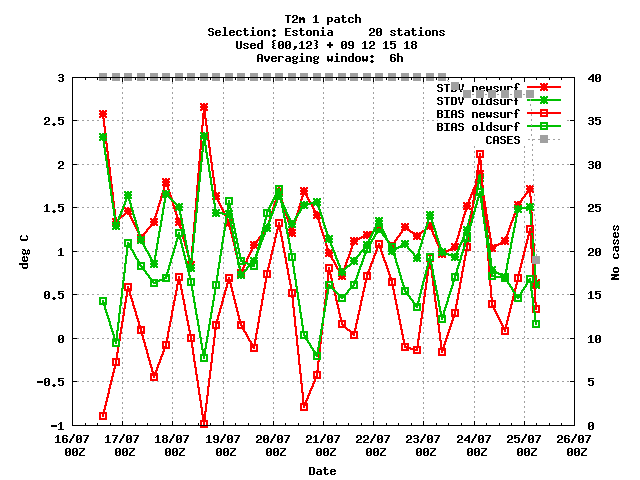 T2m 1 patch
Selection: Estonia 20 stations
Used {00,12} + 09 12 15 18
Averaging window: 6h
STDV newsurf
STDV oldsurf
BIAS newsurf
BIAS oldsurf
CASES
3
2.5
2
1.5
1
0.5
0
-0.5
-1
deg C
40
35
30
25
20
15
10
5
0
No cases
16/07 17/07 18/07 19/07 20/07 21/07 22/07 23/07 24/07 25/07 26/07
00Z 00Z 00Z 00Z 00Z 00Z 00Z 00Z 00Z 00Z 00Z
Date